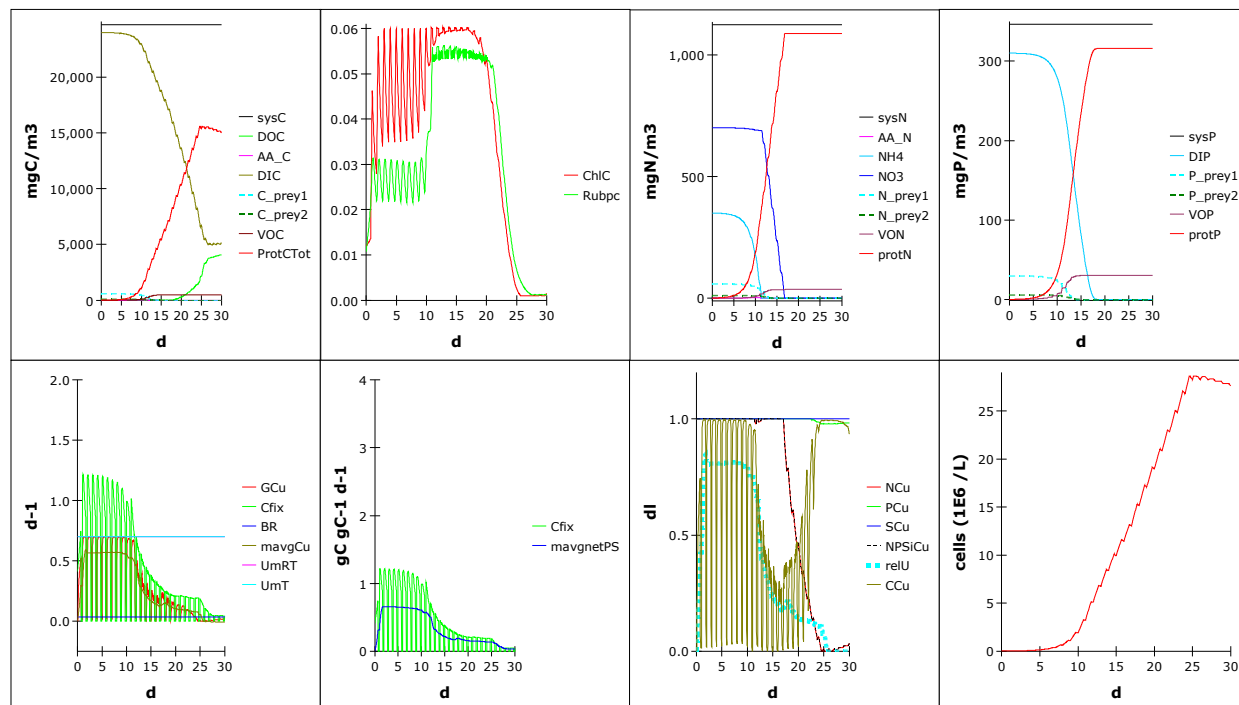 mgC/m3
20,000
15,000
10,000
5,000
0
0 5 10 15 20 25 30
d
sysC
DOC
AA_C
DIC
C_prey1
C_prey2
VOC
ProtCTot
0.06
0.05
0.04
0.03
0.02
0.01
0.00
0 5 10 15 20 25 30
d
ChlC
Rubpc
mgN/m3
1,000
500
0
0 5 10 15 20 25 30
d
sysN
AA_N
NH4
NO3
N_prey1
N_prey2
VON
protN
mgP/m3
300
200
100
0
0 5 10 15 20 25 30
d
sysP
DIP
P_prey1
P_prey2
VOP
protP
d-1
2.0
1.5
1.0
0.5
0.0
0 5 10 15 20 25 30
d
GCu
Cfix
BR
mavgCu
UmRT
UmT
gC gC-1 d-1
4
3
2
1
0
0 5 10 15 20 25 30
d
Cfix
mavgnetPS
dl
1.0
0.5
0.0
0 5 10 15 20 25 30
d
NCu
PCu
SCu
NPSiCu
relU
CCu
cells (1E6 /L)
25
20
15
10
5
0
0 5 10 15 20 25 30
d